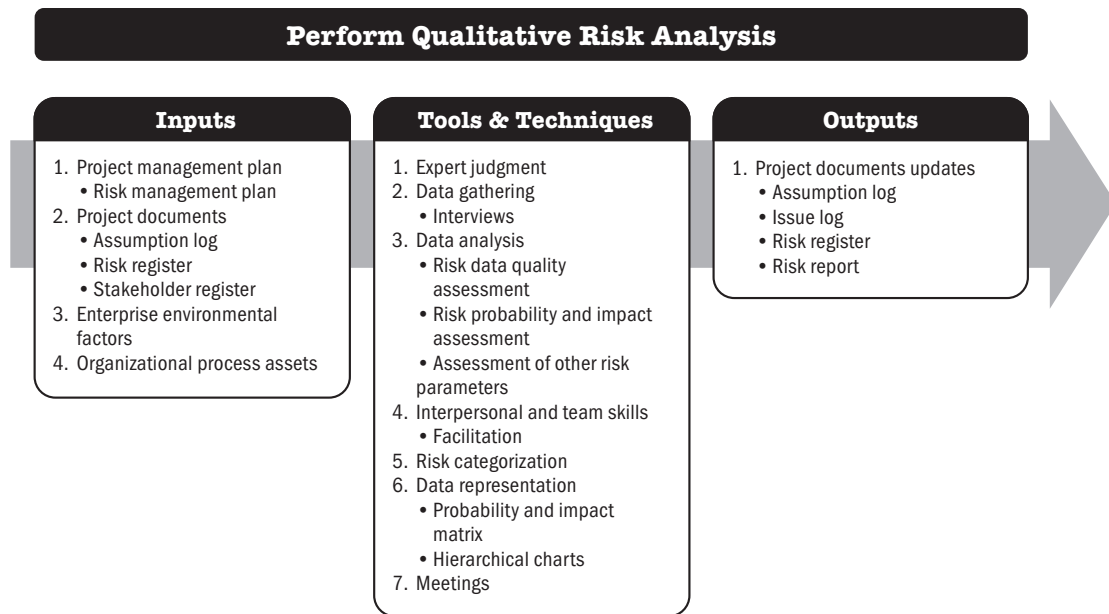 Perform Qualitative Risk Analysis
Inputs
1. Project management plan
• Risk management plan
2. Project documents
• Assumption log
• Risk register
• Stakeholder register
3. Enterprise environmental
factors
4. Organizational process assets
Tools & Techniques
1. Expert judgment
2. Data gathering
• Interviews
3. Data analysis
• Risk data quality
assessment
• Risk probability and impact
assessment
• Assessment of other risk
parameters
4. Interpersonal and team skills
• Facilitation
5. Risk categorization
6. Data representation
• Probability and impact
matrix
• Hierarchical charts
7. Meetings
Outputs
1. Project documents updates
• Assumption log
• Issue log
• Risk register
• Risk report